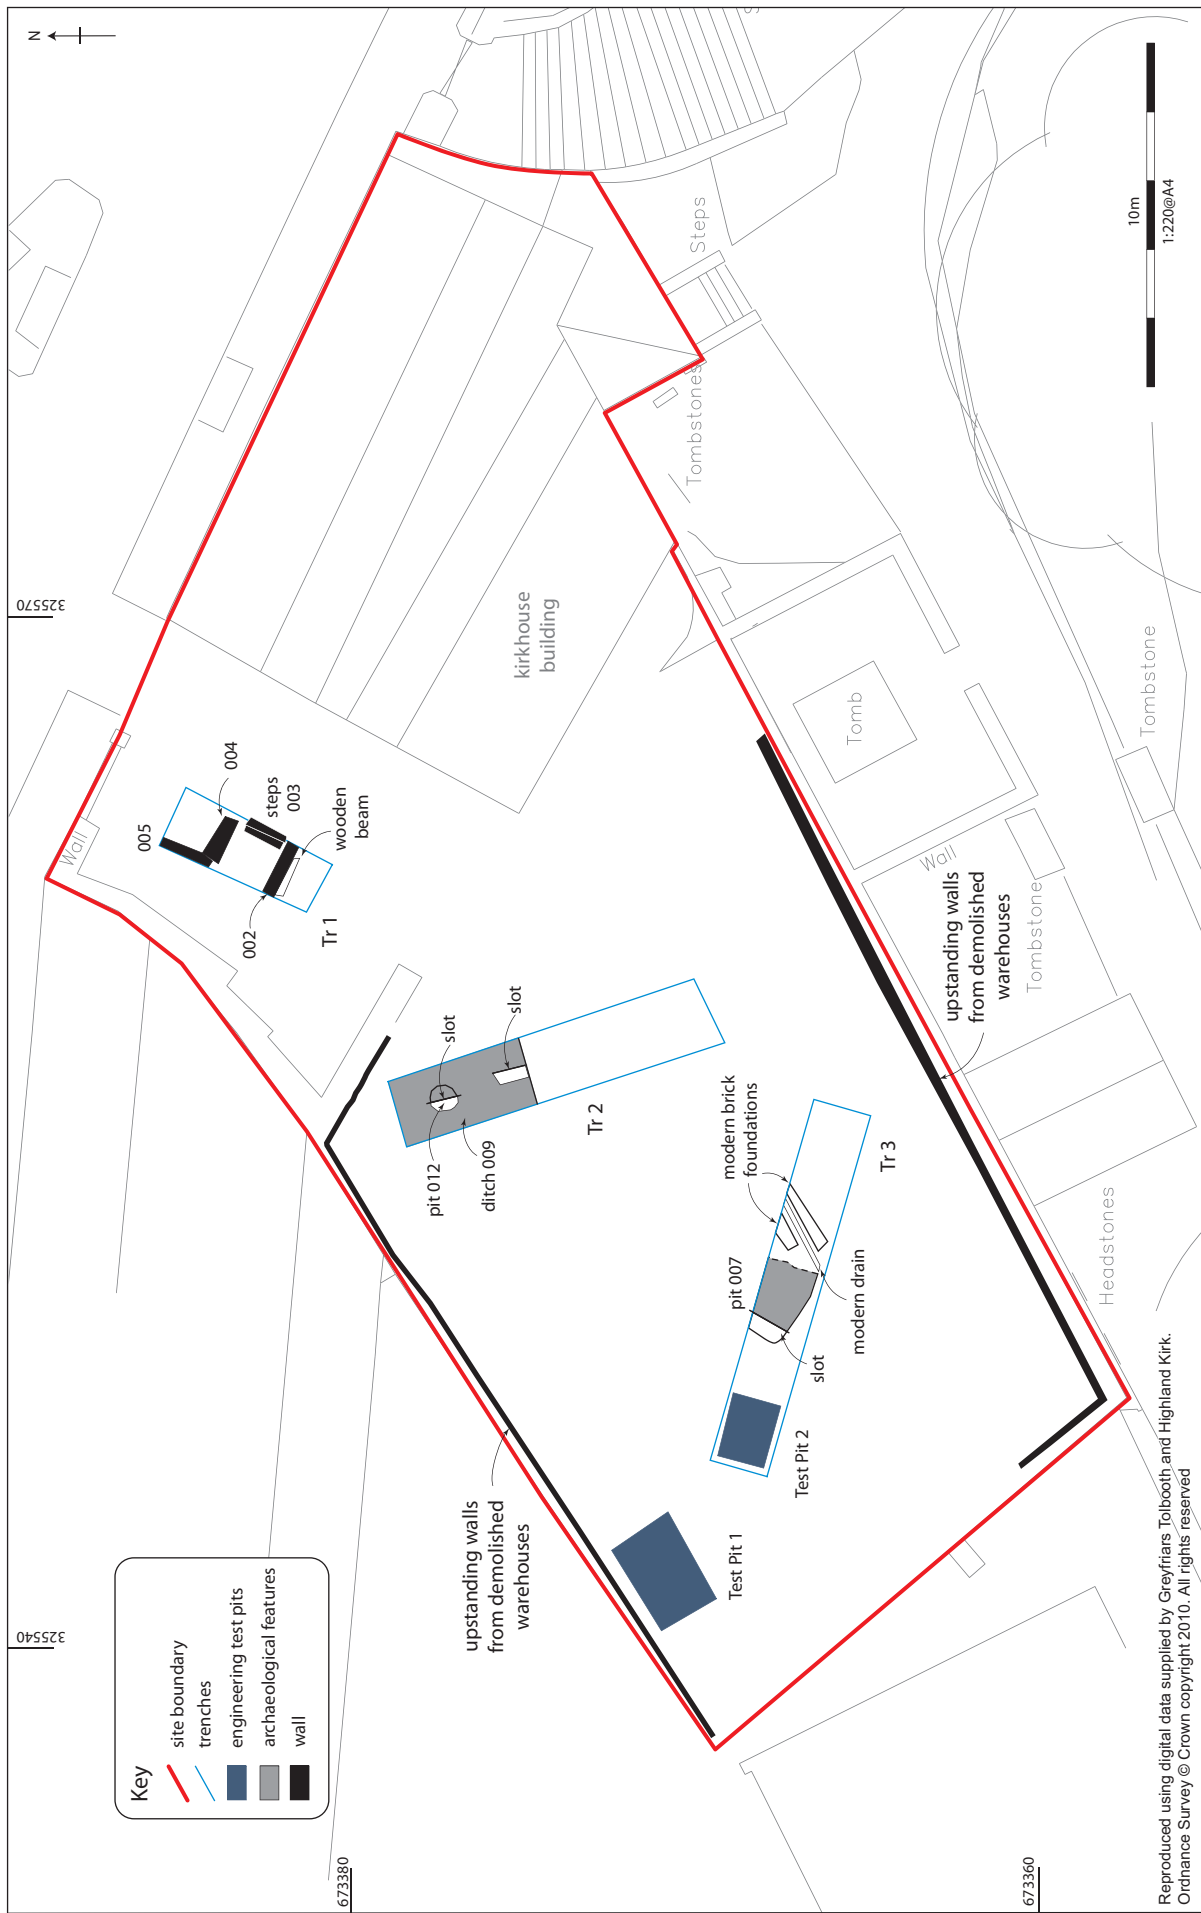 N
Key
site boundary
trenches
engineering test pits
archaeological features
wall
325540
325570
673380
673360
upstanding walls
from demolished
warehouses
Test Pit 1
Test Pit 2
Wall
005
004
steps
003
wooden
beam
002
Tr 1
kirkhouse
building
slot
slot
pit 012
ditch 009
Tr 2
modern brick
foundations
Tr 3
pit 007
slot
modern drain
Steps
Tombstones
Tomb
Wall
upstanding walls
from demolished
warehouses
Tombstone
Tombstone
Headstones
10m
1:220@A4
Reproduced using digital data supplied by Greyfriars Tolbooth and Highland Kirk.
Ordnance Survey © Crown copyright 2010. All rights reserved